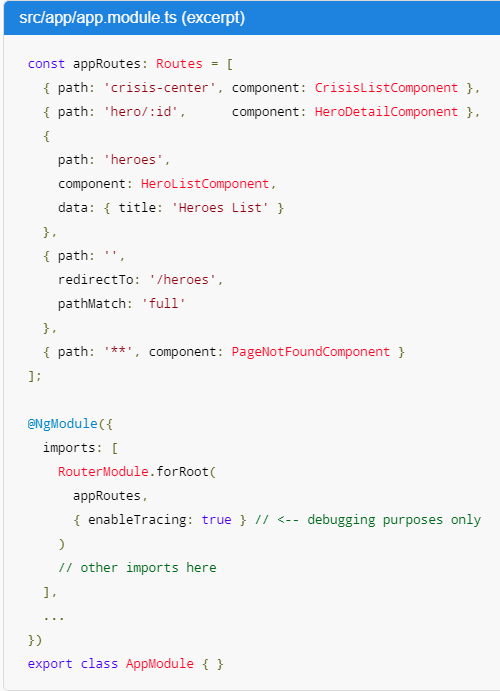 src/app/app.module.ts (excerpt)
const appRoutes: Routes = [
  { path: 'crisis-center', component: CrisisListComponent },
  { path: 'hero/:id',      component: HeroDetailComponent },
  {
    path: 'heroes',
    component: HeroListComponent,
    data: { title: 'Heroes List' }
  },
  { path: '',
    redirectTo: '/heroes',
    pathMatch: 'full'
  },
  { path: '**', component: PageNotFoundComponent }
];

@NgModule({
  imports: [
    RouterModule.forRoot(
      appRoutes,
      { enableTracing: true } // <-- debugging purposes only
    )
    // other imports here
  ],
  ...
})
export class AppModule { }